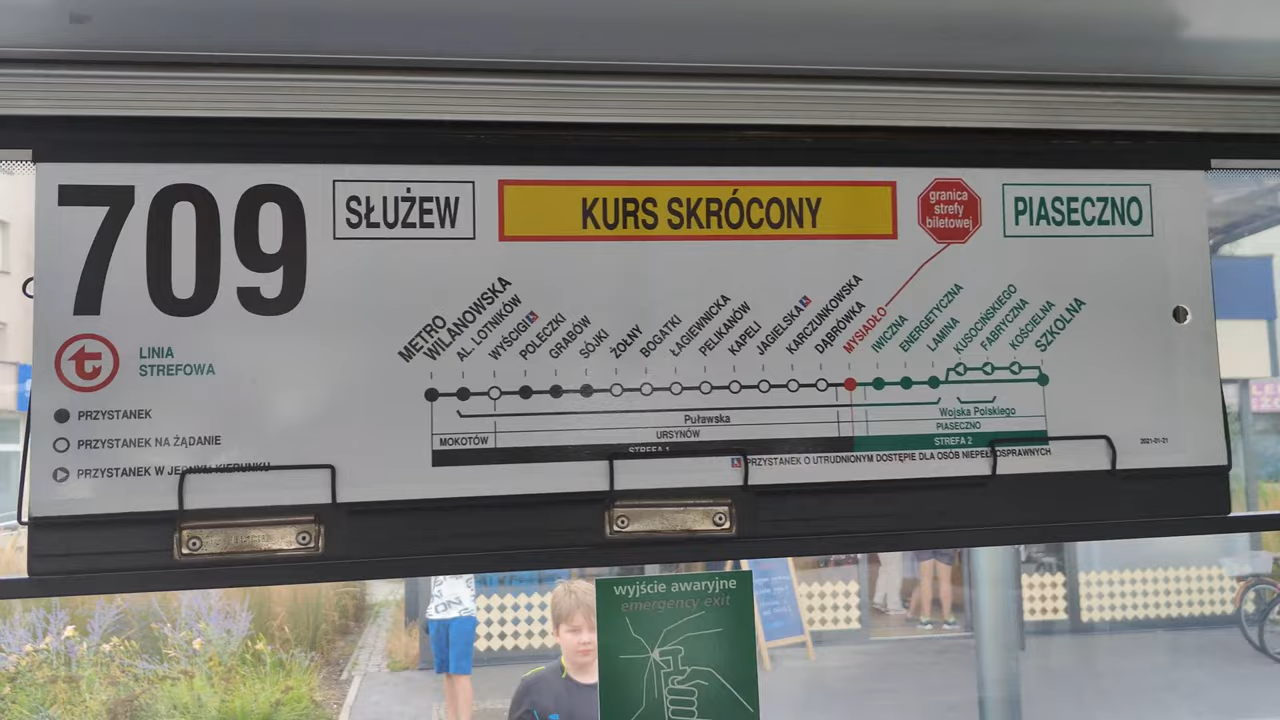 709
SŁUŻEW
KURS SKRÓCONY
granica
strefy
biletowej
PIASECZNO
LINIA
STREFOWA
PRZYSTANEK
PRZYSTANEK NA ŻĄDANIE
PRZYSTANEK W JEDNYM KIERUNKU
METRO
WILANOWSKA
AL. LOTNIKÓW
WYŚCIGI
POLECZKI
GRABÓW
SÓJKI
ŻOŁNY
BOGATKI
ŁAGIEWNICKA
PELIKANÓW
KAPELI
JAGIELSKA
KARCZUNKOWSKA
DĄBRÓWKA
MYSIADŁO
IWICZNA
ENERGETYCZNA
LAMINA
KUSOCIŃSKIEGO
FABRYCZNA
KOŚCIELNA
SZKOLNA
Puławska
Wojska Polskiego
MOKOTÓW
URSYNÓW
PIASECZNO
STREFA 1
STREFA 2
PRZYSTANEK O UTRUDNIONYM DOSTĘPIE DLA OSÓB NIEPEŁNOSPRAWNYCH
2021-01-21
wyjście awaryjne
emergency exit